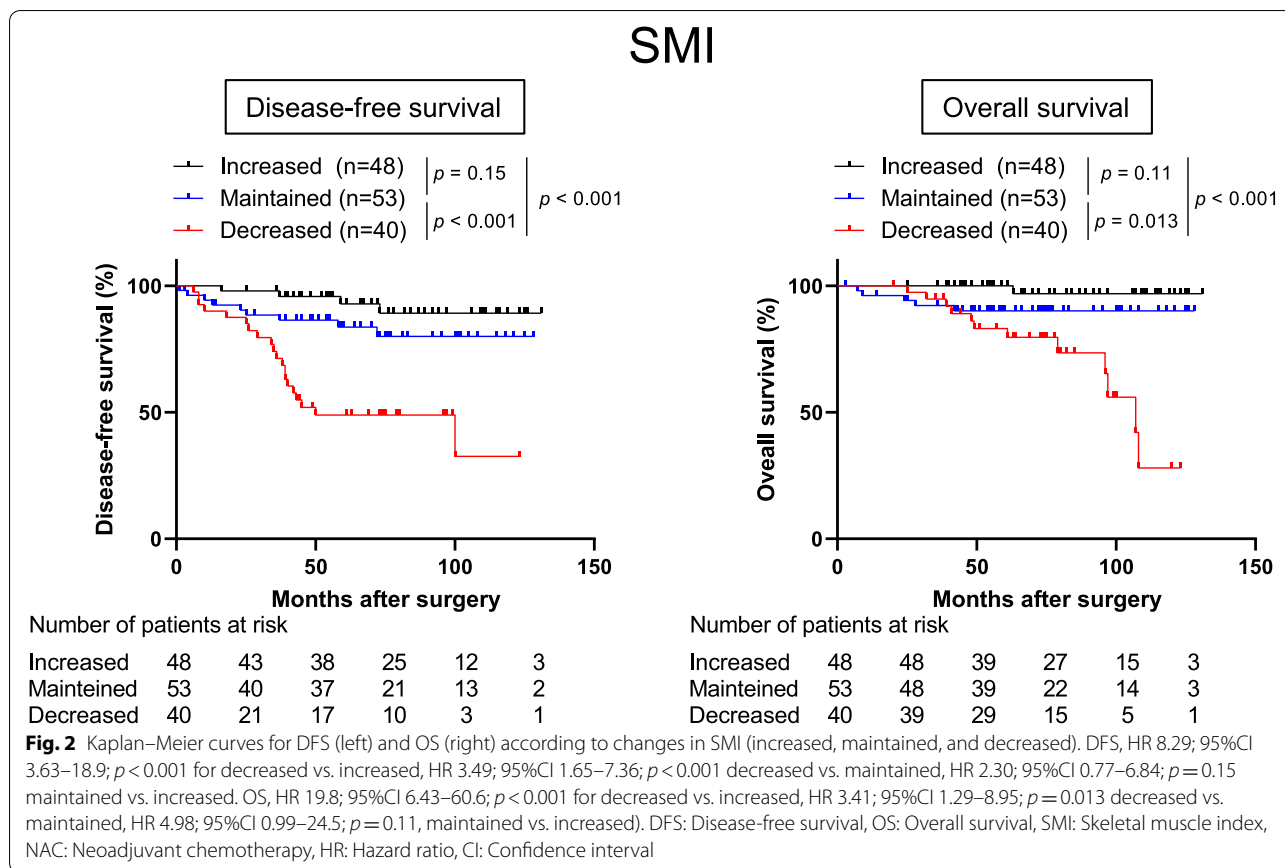 SMI
Disease-free survival
Increased (n=48)
Maintained (n=53)
Decreased (n=40)
p = 0.15
p < 0.001
p < 0.001
Disease-free survival (%)
100
50
0
0 50 100 150
Months after surgery
Number of patients at risk
Increased 48 43 38 25 12 3
Mainteined 53 40 37 21 13 2
Decreased 40 21 17 10 3 1
Overall survival
Increased (n=48)
Maintained (n=53)
Decreased (n=40)
p = 0.11
p = 0.013
p < 0.001
Oveall survival (%)
100
50
0
0 50 100 150
Months after surgery
Number of patients at risk
Increased 48 48 39 27 15 3
Mainteined 53 48 39 22 14 3
Decreased 40 39 29 15 5 1
Fig. 2 Kaplan–Meier curves for DFS (left) and OS (right) according to changes in SMI (increased, maintained, and decreased). DFS, HR 8.29; 95%CI
3.63–18.9; p < 0.001 for decreased vs. increased, HR 3.49; 95%CI 1.65–7.36; p < 0.001 decreased vs. maintained, HR 2.30; 95%CI 0.77–6.84; p = 0.15
maintained vs. increased. OS, HR 19.8; 95%CI 6.43–60.6; p < 0.001 for decreased vs. increased, HR 3.41; 95%CI 1.29–8.95; p = 0.013 decreased vs.
maintained, HR 4.98; 95%CI 0.99–24.5; p = 0.11, maintained vs. increased). DFS: Disease-free survival, OS: Overall survival, SMI: Skeletal muscle index,
NAC: Neoadjuvant chemotherapy, HR: Hazard ratio, CI: Confidence interval